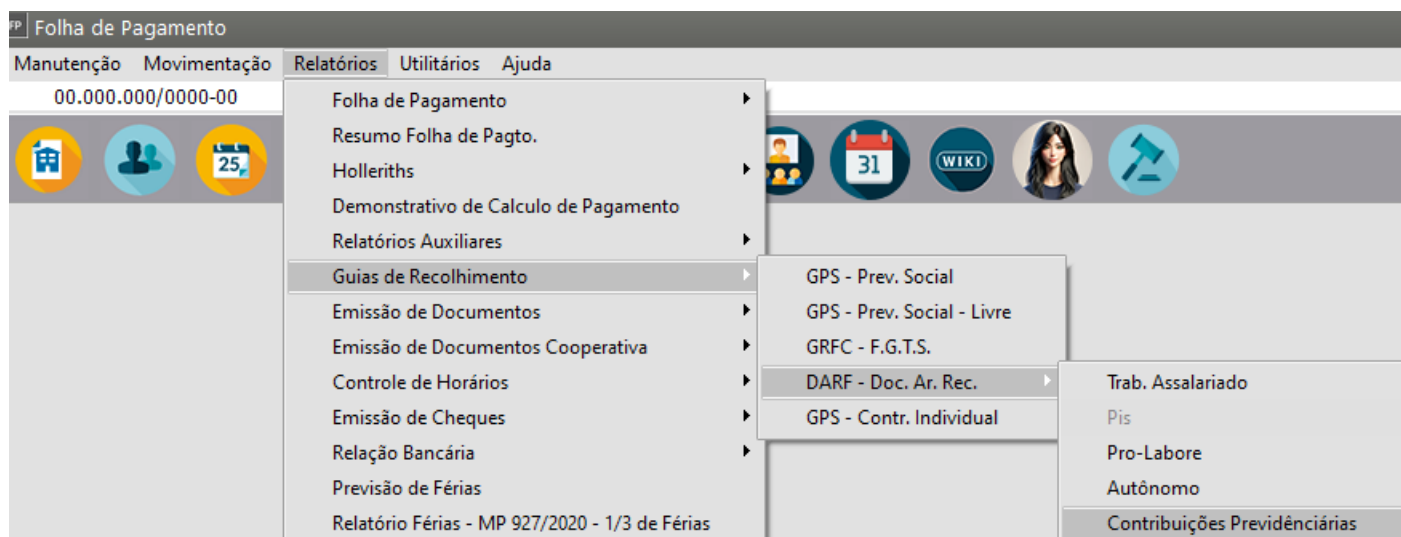 FP Folha de Pagamento
Manutenção Movimentação Relatórios Utilitários Ajuda
00.000.000/0000-00
25
31
WIKI
Folha de Pagamento
Resumo Folha de Pagto.
Holleriths
Demonstrativo de Calculo de Pagamento
Relatórios Auxiliares
Guias de Recolhimento
Emissão de Documentos
Emissão de Documentos Cooperativa
Controle de Horários
Emissão de Cheques
Relação Bancária
Previsão de Férias
Relatório Férias - MP 927/2020 - 1/3 de Férias
GPS - Prev. Social
GPS - Prev. Social - Livre
GRFC - F.G.T.S.
DARF - Doc. Ar. Rec.
GPS - Contr. Individual
Trab. Assalariado
Pis
Pro-Labore
Autônomo
Contribuições Previdênciárias